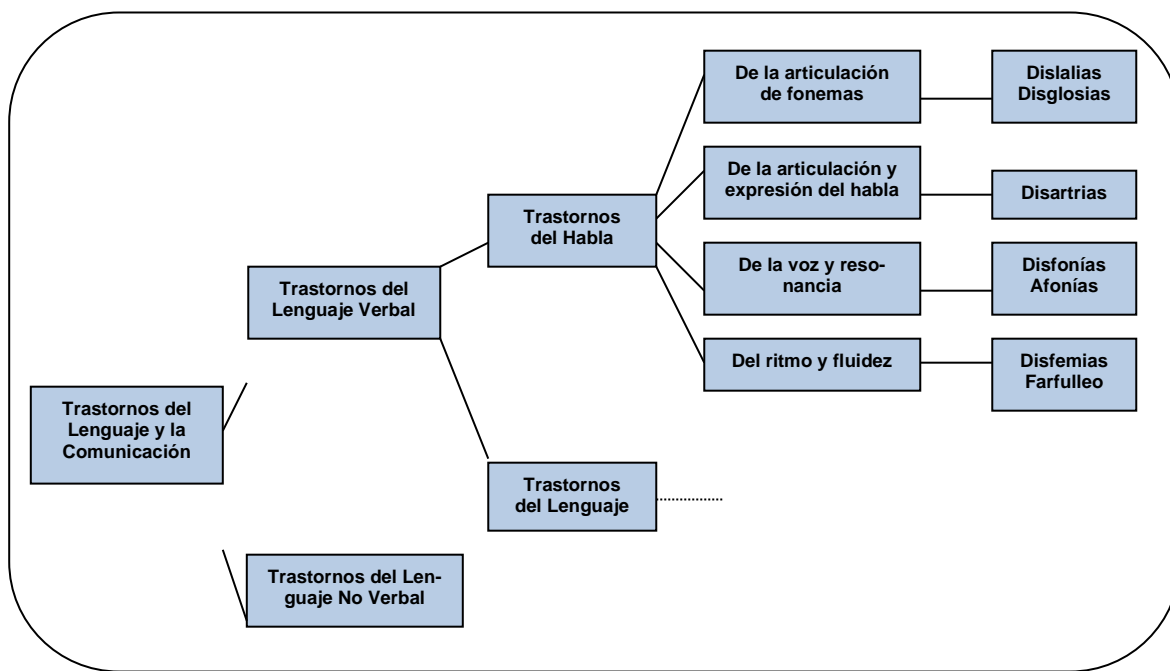 De la articulación
de fonemas
Dislalias
Disglosias
De la articulación y
expresión del habla
Disartrias
Trastornos
del Habla
De la voz y reso-
nancia
Disfonías
Afonías
Trastornos del
Lenguaje Verbal
Del ritmo y fluidez
Disfemias
Farfulleo
Trastornos del
Lenguaje y la
Comunicación
Trastornos
del Lenguaje
Trastornos del Len-
guaje No Verbal